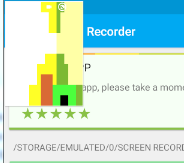 Recorder
app, please take a mome
/STORAGE/EMULATED/0/SCREEN RECORD